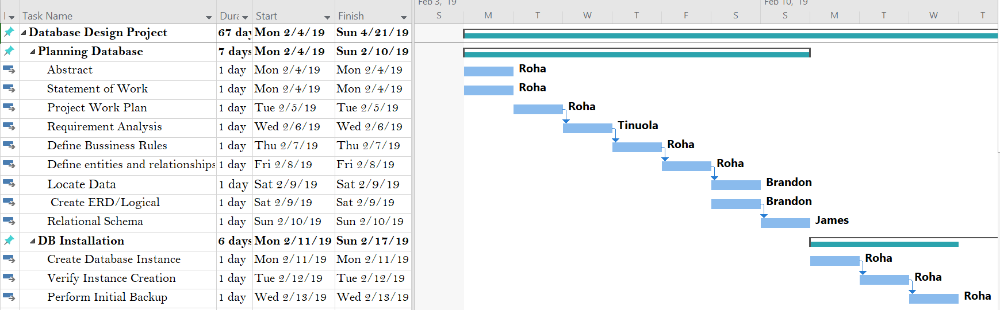 Feb 3, '19 Feb 10, '19
I Task Name Dura Start Finish S M T W T F S S M T W T
Database Design Project 67 day Mon 2/4/19 Sun 4/21/19
Planning Database 7 days Mon 2/4/19 Sun 2/10/19
Abstract 1 day Mon 2/4/19 Mon 2/4/19 Roha
Statement of Work 1 day Mon 2/4/19 Mon 2/4/19 Roha
Project Work Plan 1 day Tue 2/5/19 Tue 2/5/19 Roha
Requirement Analysis 1 day Wed 2/6/19 Wed 2/6/19 Tinuola
Define Bussiness Rules 1 day Thu 2/7/19 Thu 2/7/19 Roha
Define entities and relationships 1 day Fri 2/8/19 Fri 2/8/19 Roha
Locate Data 1 day Sat 2/9/19 Sat 2/9/19 Brandon
Create ERD/Logical 1 day Sat 2/9/19 Sat 2/9/19 Brandon
Relational Schema 1 day Sun 2/10/19 Sun 2/10/19 James
DB Installation 6 days Mon 2/11/19 Sun 2/17/19
Create Database Instance 1 day Mon 2/11/19 Mon 2/11/19 Roha
Verify Instance Creation 1 day Tue 2/12/19 Tue 2/12/19 Roha
Perform Initial Backup 1 day Wed 2/13/19 Wed 2/13/19 Roha